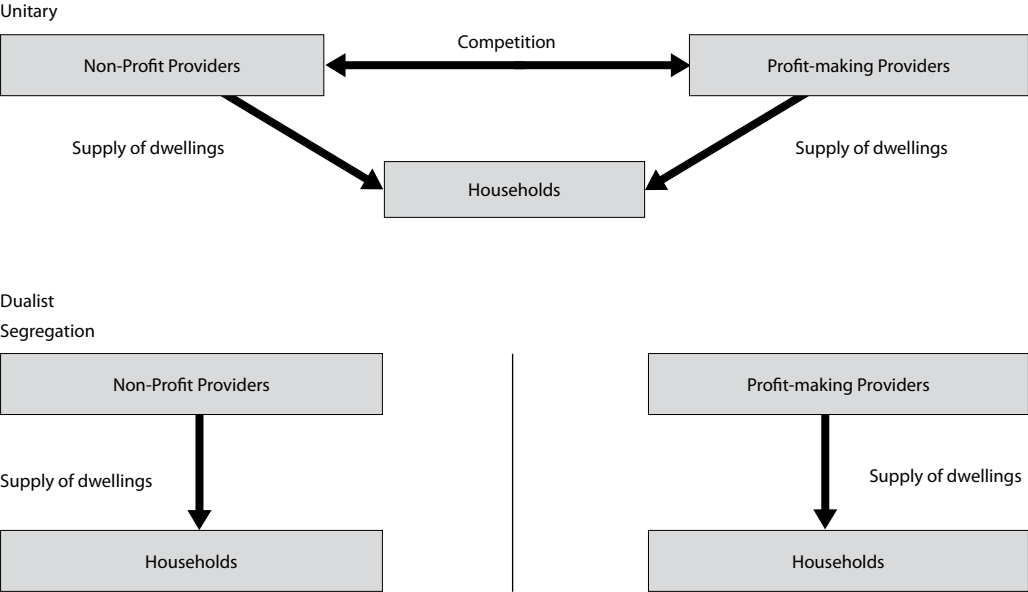 Unitary
Competition
Non-Profit Providers
Profit-making Providers
Supply of dwellings
Supply of dwellings
Households
Dualist
Segregation
Non-Profit Providers
Profit-making Providers
Supply of dwellings
Supply of dwellings
Households
Households